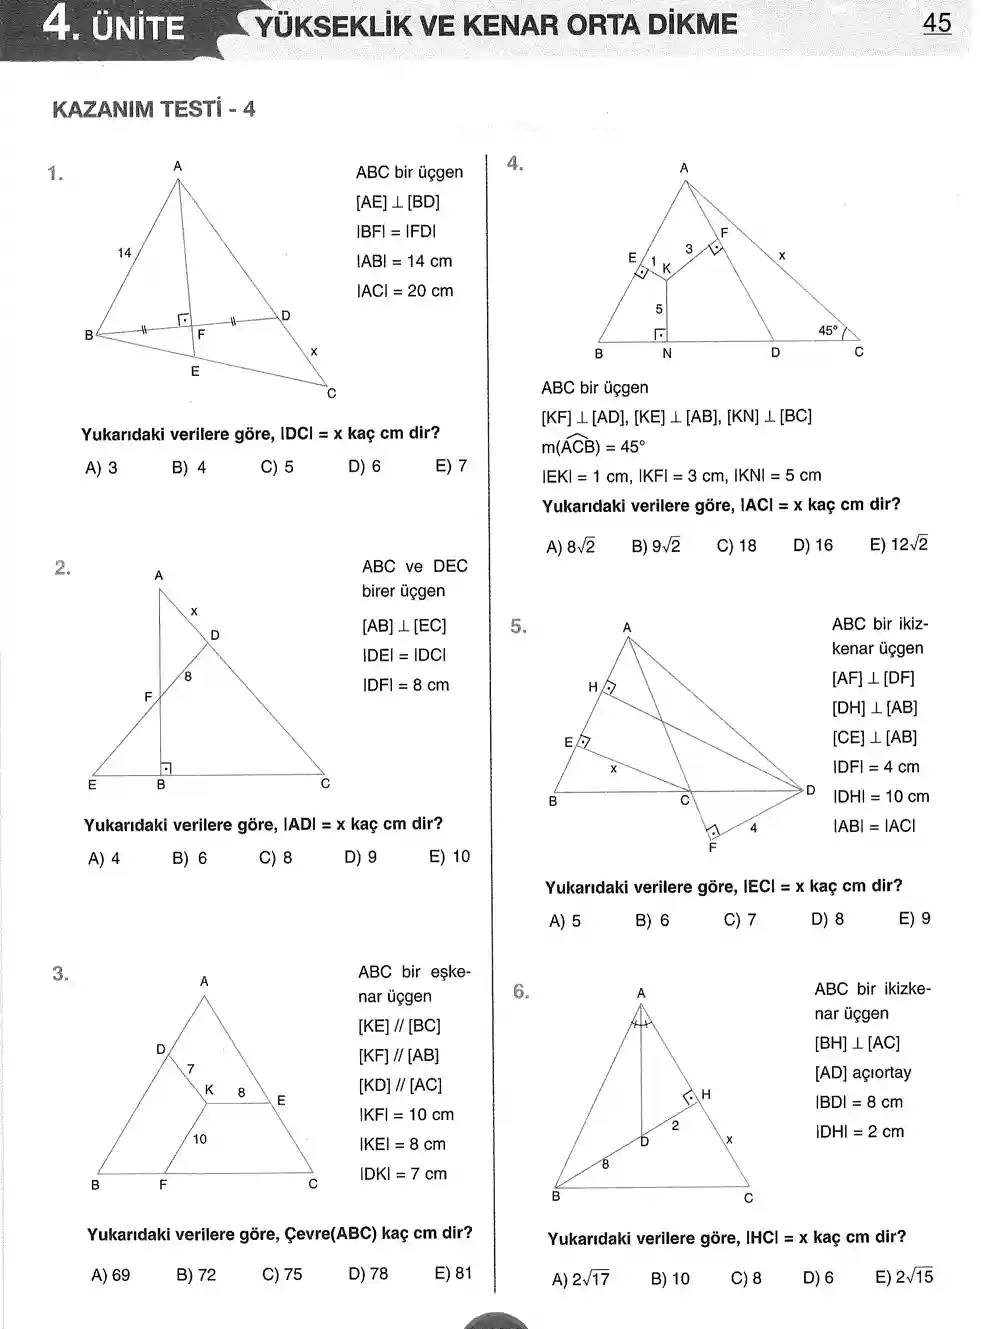 4. ÜNİTE
YÜKSEKLİK VE KENAR ORTA DİKME
45
KAZANIM TESTİ - 4
1.
A
14
B
F
D
E
x
C
ABC bir üçgen
[AE] ⊥ [BD]
|BF| = |FD|
|AB| = 14 cm
|AC| = 20 cm
Yukarıdaki verilere göre, |DC| = x kaç cm dir?
A) 3 B) 4 C) 5 D) 6 E) 7
2.
A
x
D
8
F
E
B
C
ABC ve DEC
birer üçgen
[AB] ⊥ [EC]
|DE| = |DC|
|DF| = 8 cm
Yukarıdaki verilere göre, |AD| = x kaç cm dir?
A) 4 B) 6 C) 8 D) 9 E) 10
3.
A
D
7
K
8
E
10
B
F
C
ABC bir eşke-
nar üçgen
[KE] // [BC]
[KF] // [AB]
[KD] // [AC]
|KF| = 10 cm
|KE| = 8 cm
|DK| = 7 cm
Yukarıdaki verilere göre, Çevre(ABC) kaç cm dir?
A) 69 B) 72 C) 75 D) 78 E) 81
4.
A
F
E
1
K
3
x
5
45°
B
N
D
C
ABC bir üçgen
[KF] ⊥ [AD], [KE] ⊥ [AB], [KN] ⊥ [BC]
m(ACB) = 45°
|EK| = 1 cm, |KF| = 3 cm, |KN| = 5 cm
Yukarıdaki verilere göre, |AC| = x kaç cm dir?
A) 8√2 B) 9√2 C) 18 D) 16 E) 12√2
5.
A
H
E
x
B
C
D
4
F
ABC bir ikiz-
kenar üçgen
[AF] ⊥ [DF]
[DH] ⊥ [AB]
[CE] ⊥ [AB]
|DF| = 4 cm
|DH| = 10 cm
|AB| = |AC|
Yukarıdaki verilere göre, |EC| = x kaç cm dir?
A) 5 B) 6 C) 7 D) 8 E) 9
6.
A
H
2
D
x
8
B
C
ABC bir ikizke-
nar üçgen
[BH] ⊥ [AC]
[AD] açıortay
|BD| = 8 cm
|DH| = 2 cm
Yukarıdaki verilere göre, |HC| = x kaç cm dir?
A) 2√17 B) 10 C) 8 D) 6 E) 2√15